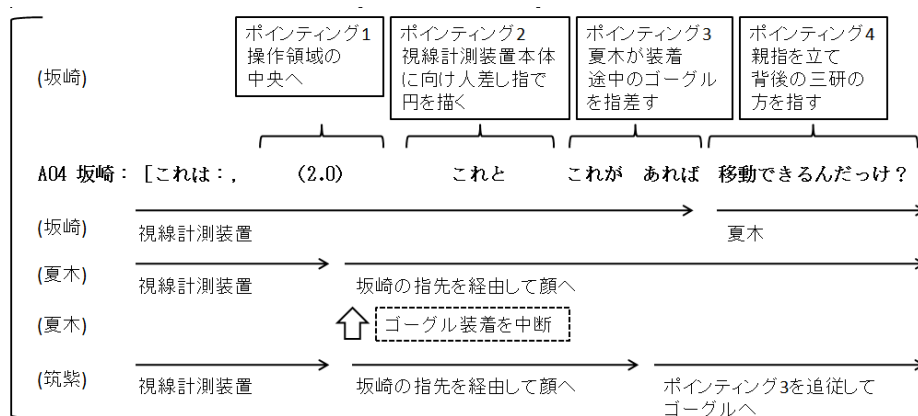 ポインティング1
操作領域の
中央へ
ポインティング2
視線計測装置本体
に向け人差し指で
円を描く
ポインティング3
夏木が装着
途中のゴーグル
を指差す
ポインティング4
親指を立て
背後の三研の
方を指す
(坂崎)
A04 坂崎： [これは：, (2.0) これと これが あれば 移動できるんだっけ？
(坂崎) 視線計測装置 夏木
(夏木) 視線計測装置 坂崎の指先を経由して顔へ
(夏木) ゴーグル装着を中断
(筑紫) 視線計測装置 坂崎の指先を経由して顔へ ポインティング3を追従して
ゴーグルへ